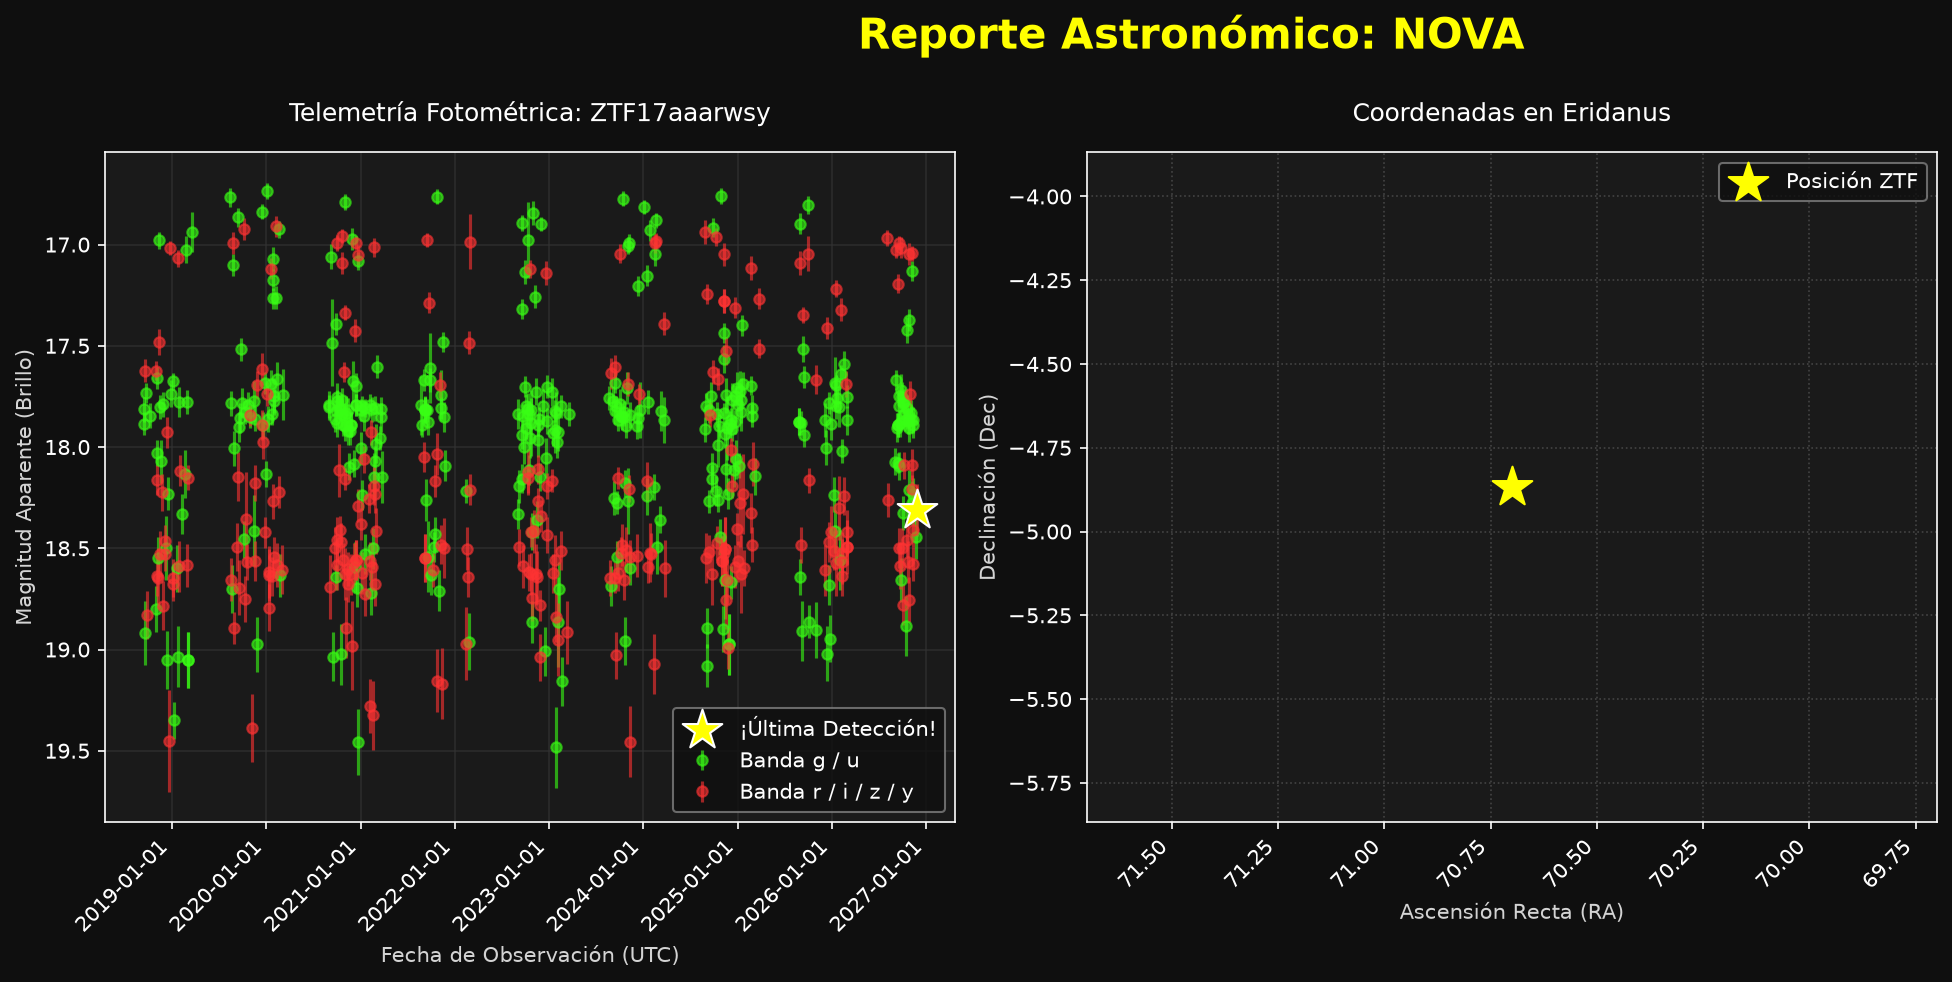 Reporte Astronómico: NOVA
Telemetría Fotométrica: ZTF17aaarwsy
Magnitud Aparente (Brillo)
17.0
17.5
18.0
18.5
19.0
19.5
¡Última Detección!
Banda g / u
Banda r / i / z / y
2019-01-01
2020-01-01
2021-01-01
2022-01-01
2023-01-01
2024-01-01
2025-01-01
2026-01-01
2027-01-01
Fecha de Observación (UTC)
Coordenadas en Eridanus
Posición ZTF
Declinación (Dec)
−4.00
−4.25
−4.50
−4.75
−5.00
−5.25
−5.50
−5.75
71.50
71.25
71.00
70.75
70.50
70.25
70.00
69.75
Ascensión Recta (RA)